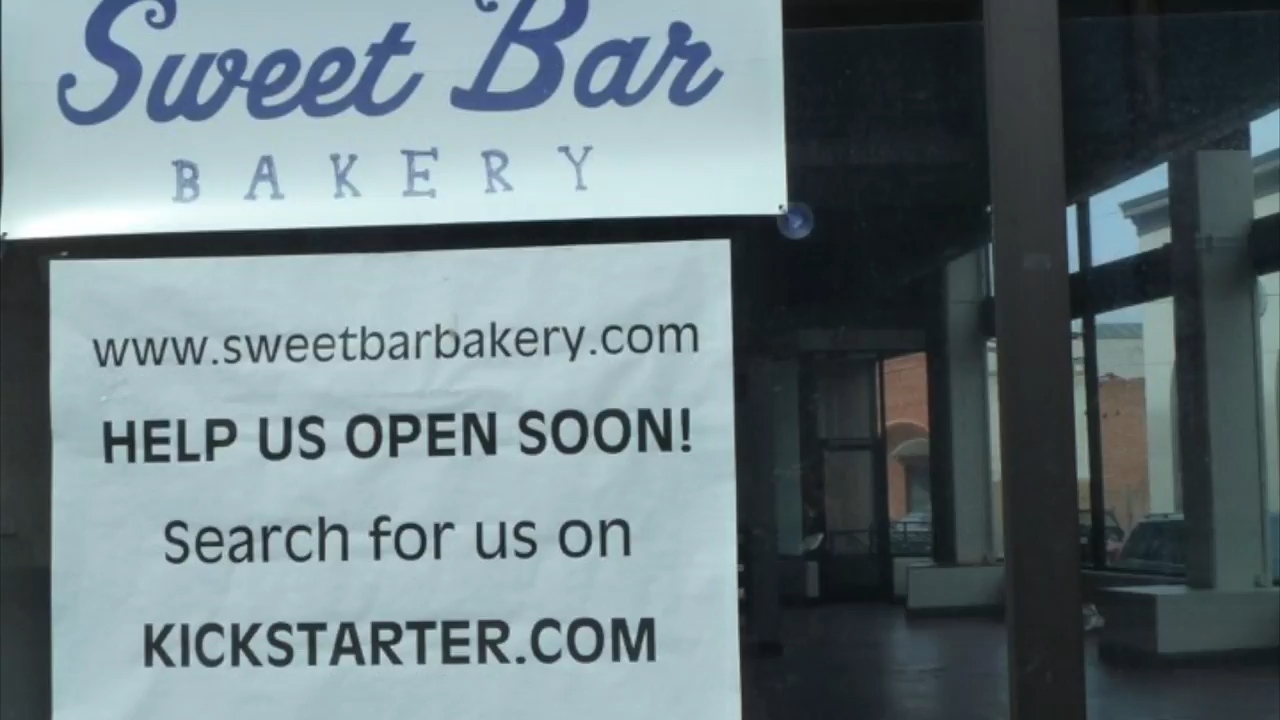 Sweet Bar
BAKERY
www.sweetbarbakery.com
HELP US OPEN SOON!
Search for us on
KICKSTARTER.COM